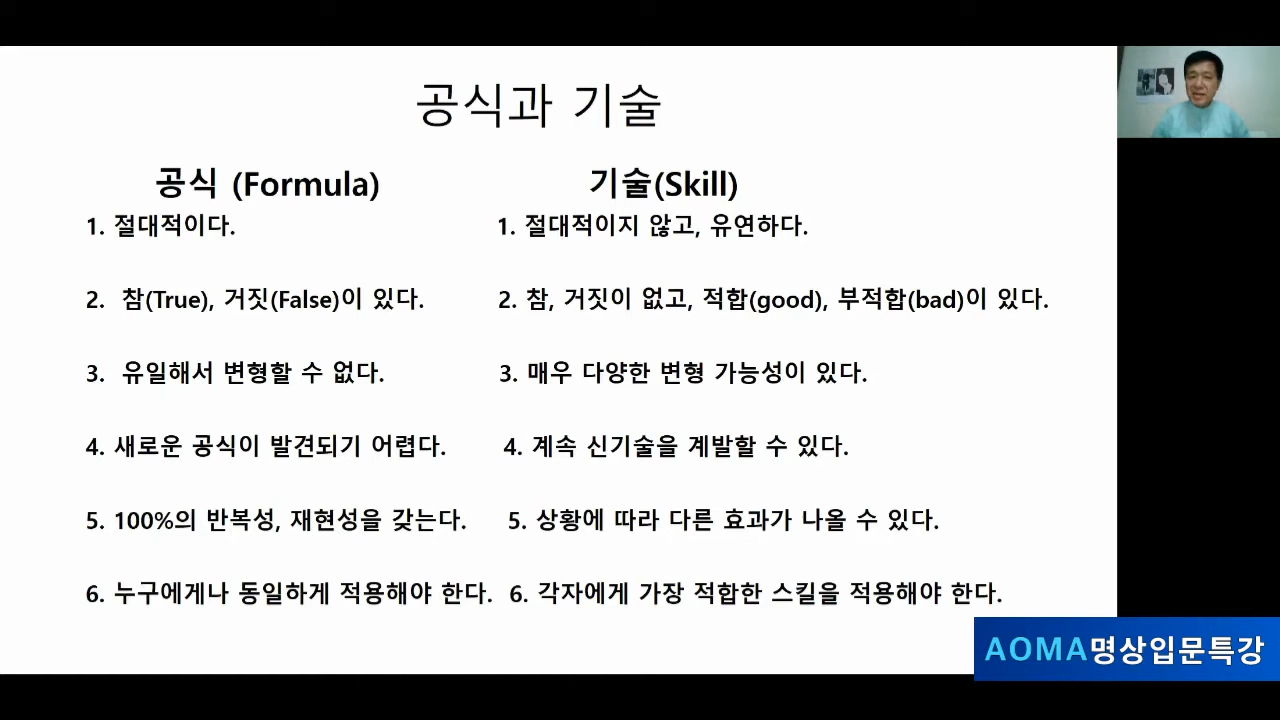 공식과 기술
공식 (Formula)
1. 절대적이다.
2. 참(True), 거짓(False)이 있다.
3. 유일해서 변형할 수 없다.
4. 새로운 공식이 발견되기 어렵다.
5. 100%의 반복성, 재현성을 갖는다.
6. 누구에게나 동일하게 적용해야 한다.
기술(Skill)
1. 절대적이지 않고, 유연하다.
2. 참, 거짓이 없고, 적합(good), 부적합(bad)이 있다.
3. 매우 다양한 변형 가능성이 있다.
4. 계속 신기술을 계발할 수 있다.
5. 상황에 따라 다른 효과가 나올 수 있다.
6. 각자에게 가장 적합한 스킬을 적용해야 한다.
AOMA명상입문특강